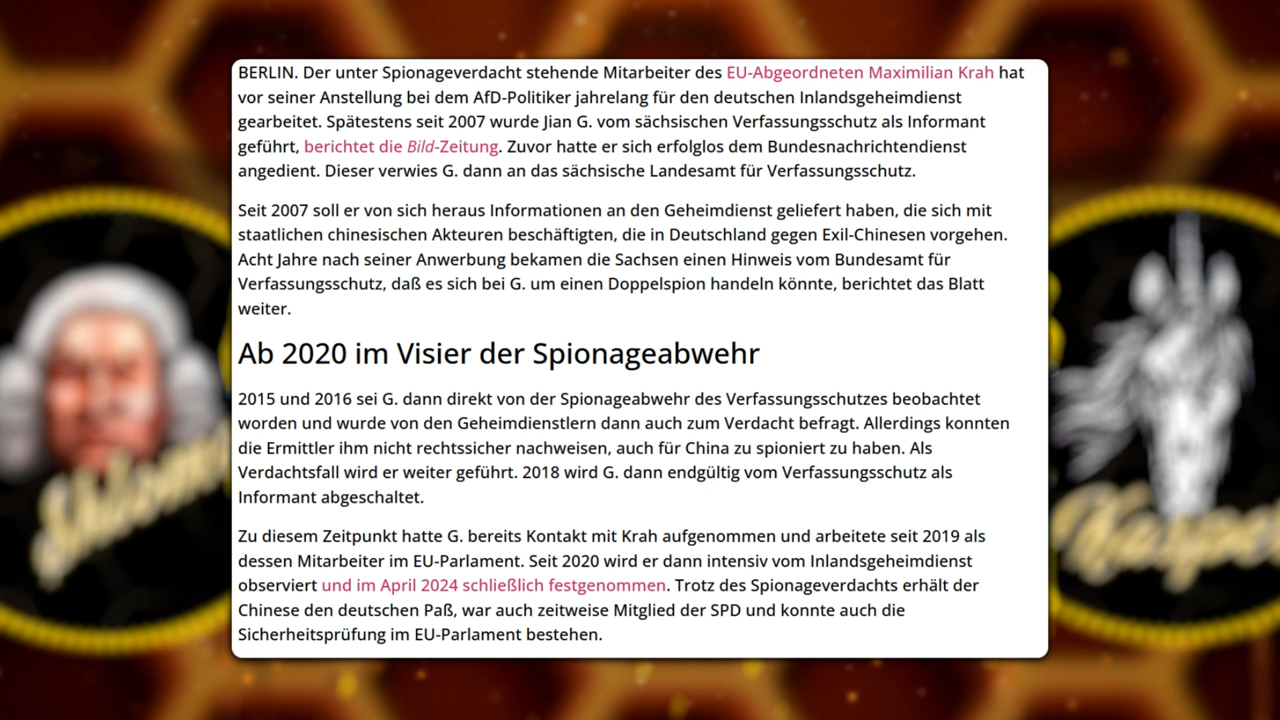 BERLIN. Der unter Spionageverdacht stehende Mitarbeiter des EU-Abgeordneten Maximilian Krah hat
vor seiner Anstellung bei dem AfD-Politiker jahrelang für den deutschen Inlandsgeheimdienst
gearbeitet. Spätestens seit 2007 wurde Jian G. vom sächsischen Verfassungsschutz als Informant
geführt, berichtet die Bild-Zeitung. Zuvor hatte er sich erfolglos dem Bundesnachrichtendienst
angedient. Dieser verwies G. dann an das sächsische Landesamt für Verfassungsschutz.
Seit 2007 soll er von sich heraus Informationen an den Geheimdienst geliefert haben, die sich mit
staatlichen chinesischen Akteuren beschäftigten, die in Deutschland gegen Exil-Chinesen vorgehen.
Acht Jahre nach seiner Anwerbung bekamen die Sachsen einen Hinweis vom Bundesamt für
Verfassungsschutz, daß es sich bei G. um einen Doppelspion handeln könnte, berichtet das Blatt
weiter.
Ab 2020 im Visier der Spionageabwehr
2015 und 2016 sei G. dann direkt von der Spionageabwehr des Verfassungsschutzes beobachtet
worden und wurde von den Geheimdienstlern dann auch zum Verdacht befragt. Allerdings konnten
die Ermittler ihm nicht rechtssicher nachweisen, auch für China zu spioniert zu haben. Als
Verdachtsfall wird er weiter geführt. 2018 wird G. dann endgültig vom Verfassungsschutz als
Informant abgeschaltet.
Zu diesem Zeitpunkt hatte G. bereits Kontakt mit Krah aufgenommen und arbeitete seit 2019 als
dessen Mitarbeiter im EU-Parlament. Seit 2020 wird er dann intensiv vom Inlandsgeheimdienst
observiert und im April 2024 schließlich festgenommen. Trotz des Spionageverdachts erhält der
Chinese den deutschen Paß, war auch zeitweise Mitglied der SPD und konnte auch die
Sicherheitsprüfung im EU-Parlament bestehen.